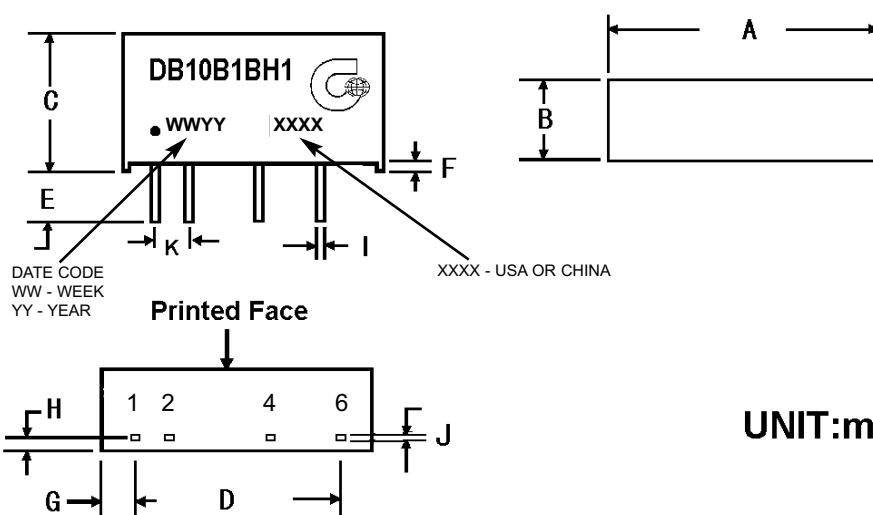 DB10B1BH1
WWYY XXXX
A
B
C
E
F
K
I
DATE CODE
WW - WEEK
YY - YEAR
XXXX - USA OR CHINA
Printed Face
1 2 4 6
H
J
G
D
UNIT:m